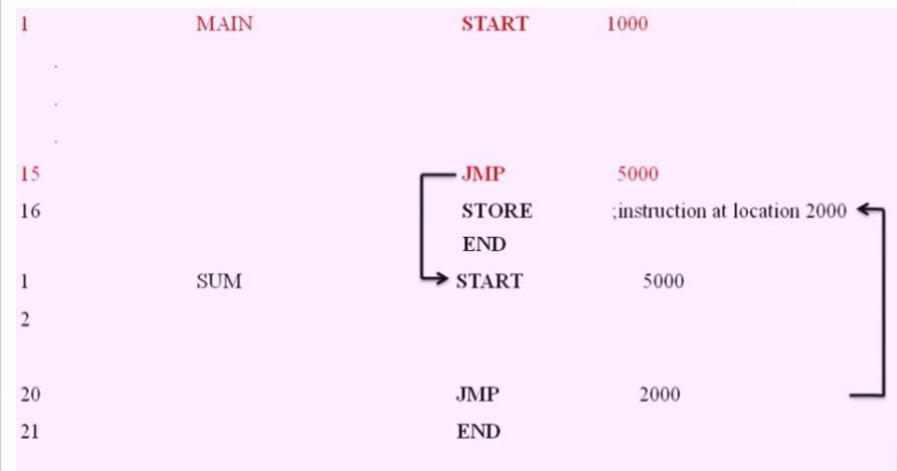 1 MAIN START 1000
.
.
.
15 JMP 5000
16 STORE ;instruction at location 2000
END
1 SUM START 5000
2
20 JMP 2000
21 END